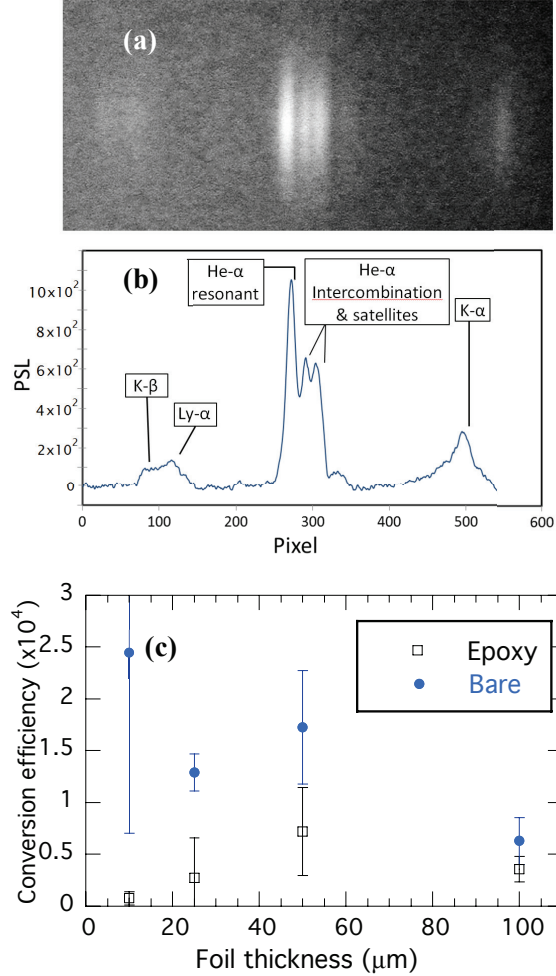 (a)
(b)
He-α
resonant
He-α
Intercombination
& satellites
K-α
K-β
Ly-α
10x10²
8x10²
6x10²
4x10²
2x10²
0
PSL
0 100 200 300 400 500 600
Pixel
(c)
Epoxy
Bare
3
2.5
2
1.5
1
0.5
0
Conversion efficiency (x10⁴)
0 20 40 60 80 100
Foil thickness (μm)